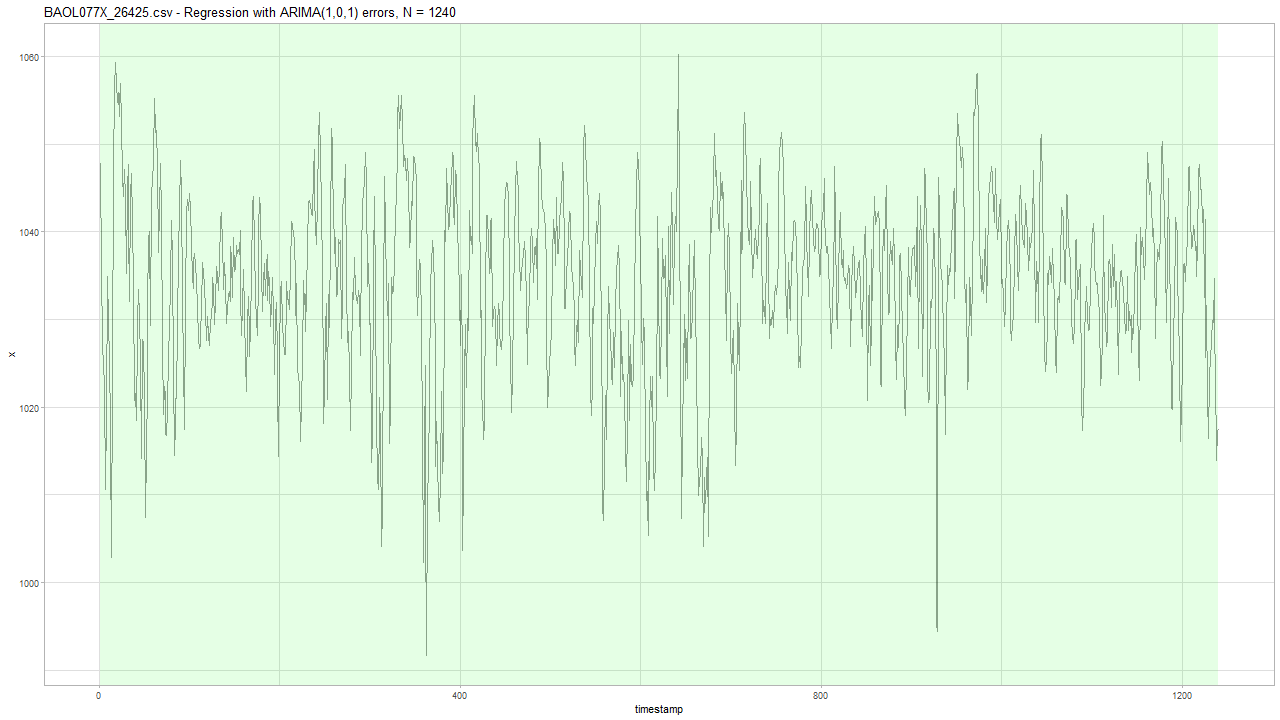 BAOL077X_26425.csv - Regression with ARIMA(1,0,1) errors, N = 1240
1060
1040
1020
1000
x
0
400
800
1200
timestamp